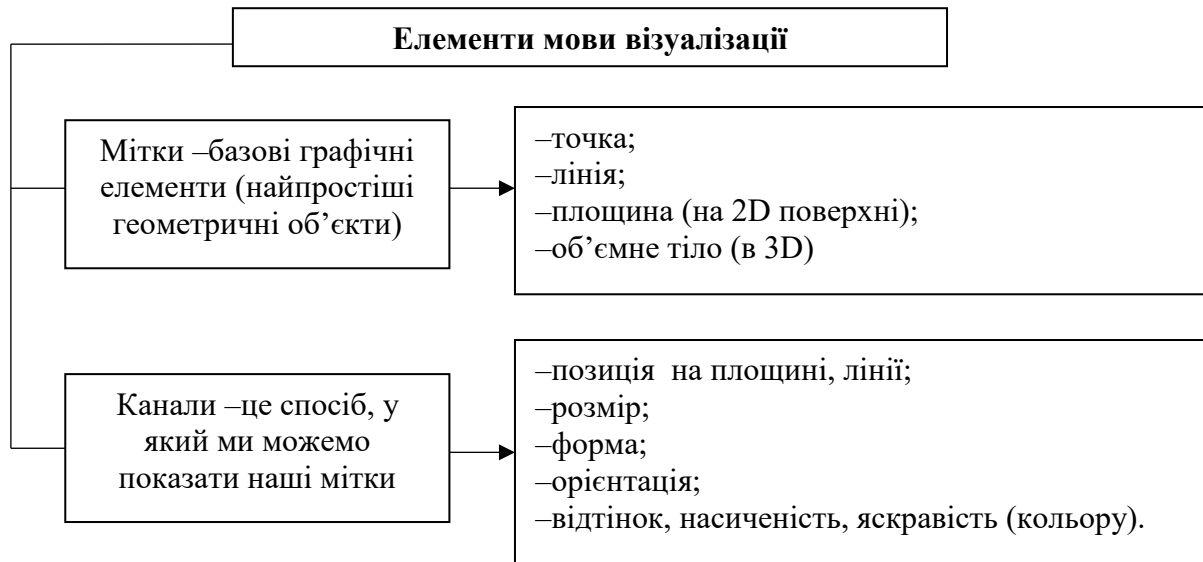 Елементи мови візуалізації
Мітки –базові графічні
елементи (найпростіші
геометричні об’єкти)
–точка;
–лінія;
–площина (на 2D поверхні);
–об’ємне тіло (в 3D)
Канали –це спосіб, у
який ми можемо
показати наші мітки
–позиція  на площині, лінії;
–розмір;
–форма;
–орієнтація;
–відтінок, насиченість, яскравість (кольору).